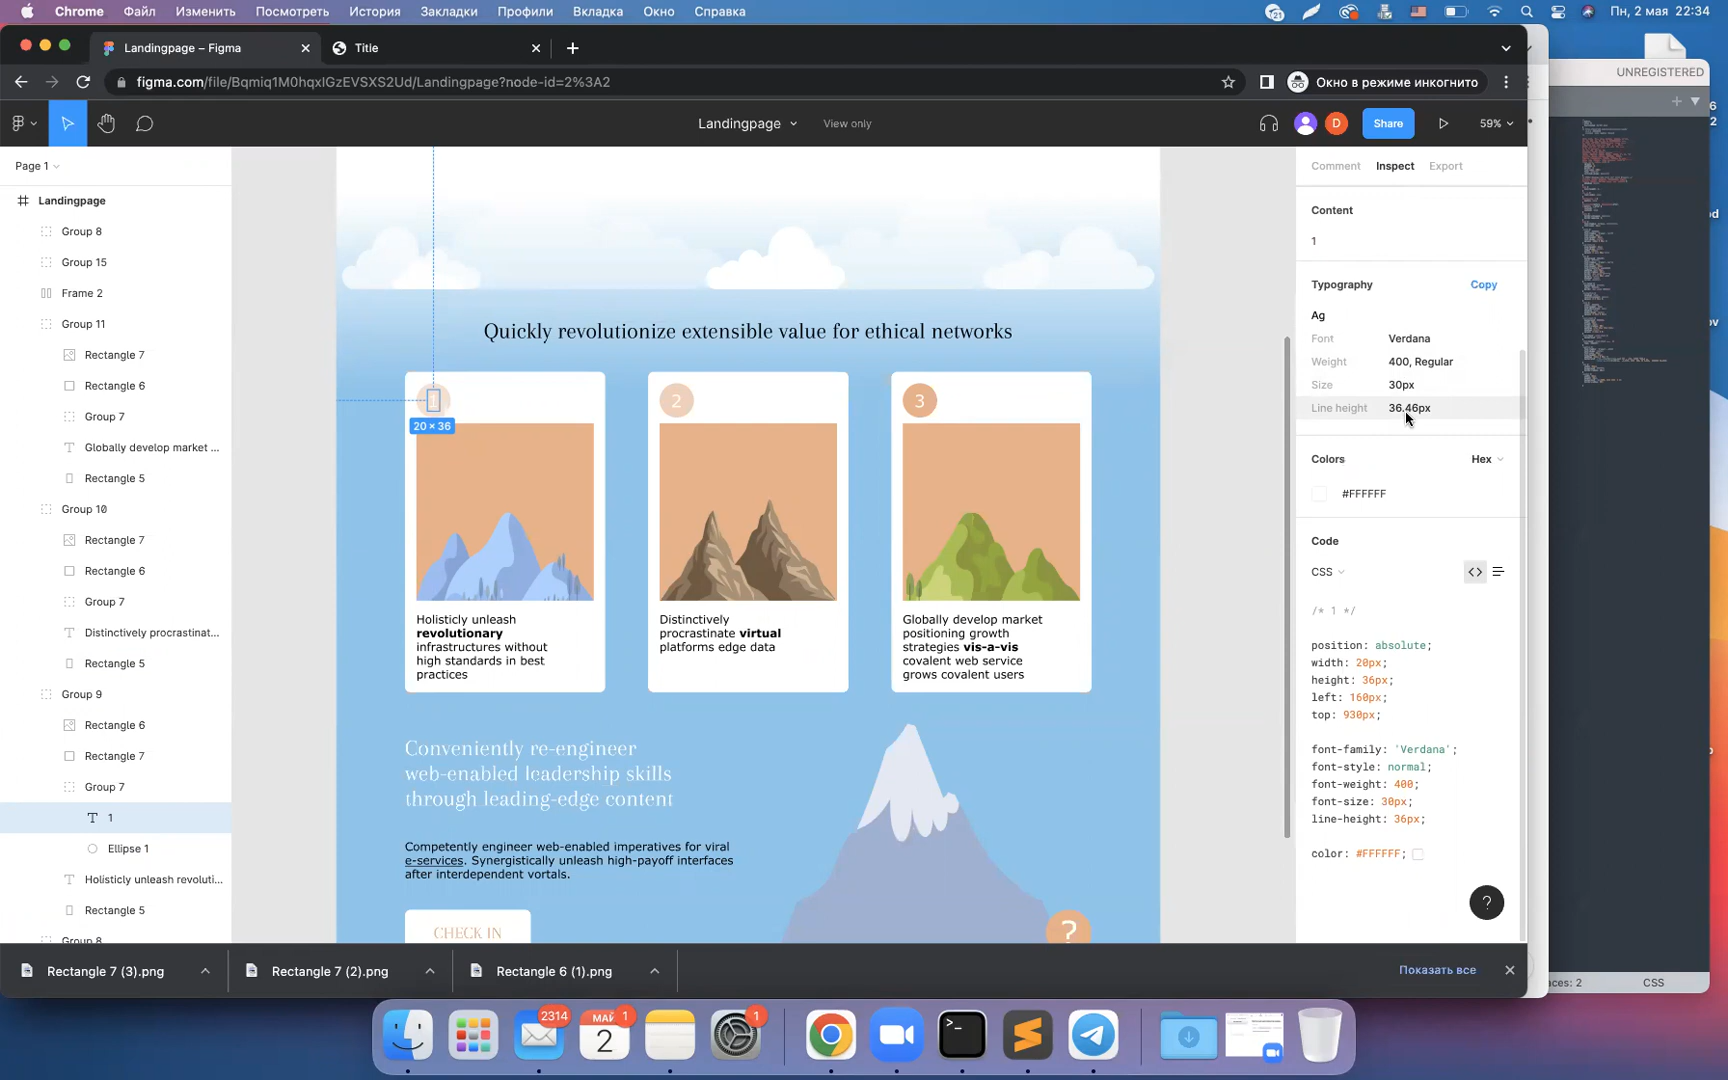 Chrome Файл Изменить Посмотреть История Закладки Профили Вкладка Окно Справка
21
Пн, 2 мая 22:34
Landingpage – Figma
Title
UNREGISTERED
figma.com/file/Bqmiq1M0hqxIGzEVSXS2Ud/Landingpage?node-id=2%3A2
Окно в режиме инкогнито
Landingpage
View only
D
Share
59%
Page 1
Landingpage
Group 8
Group 15
Frame 2
Group 11
Rectangle 7
Rectangle 6
Group 7
Globally develop market ...
Rectangle 5
Group 10
Rectangle 7
Rectangle 6
Group 7
Distinctively procrastinat...
Rectangle 5
Group 9
Rectangle 6
Rectangle 7
Group 7
1
Ellipse 1
Holisticly unleash revoluti...
Rectangle 5
Group 8
Quickly revolutionize extensible value for ethical networks
1
20 × 36
2
3
Holisticly unleash
revolutionary
infrastructures without
high standards in best
practices
Distinctively
procrastinate virtual
platforms edge data
Globally develop market
positioning growth
strategies vis-a-vis
covalent web service
grows covalent users
Conveniently re-engineer
web-enabled leadership skills
through leading-edge content
Competently engineer web-enabled imperatives for viral
e-services. Synergistically unleash high-payoff interfaces
after interdependent vortals.
CHECK IN
?
Comment Inspect Export
Content
1
Typography Copy
Ag
Font Verdana
Weight 400, Regular
Size 30px
Line height 36.46px
Colors Hex
#FFFFFF
Code
CSS
/* 1 */
position: absolute;
width: 20px;
height: 36px;
left: 160px;
top: 930px;
font-family: 'Verdana';
font-style: normal;
font-weight: 400;
font-size: 30px;
line-height: 36px;
color: #FFFFFF;
?
Rectangle 7 (3).png
Rectangle 7 (2).png
Rectangle 6 (1).png
Показать все
aces: 2
CSS
2314
МАЙ
1
2
1